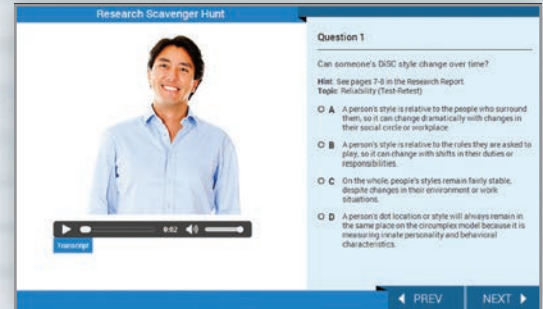 Research Scavenger Hunt
Question 1
Can someone's DiSC style change over time?
Hint: See pages 7-8 in the Research Report.
Topic: Reliability (Test-Retest)
A A person's style is relative to the people who surround
them, so it can change dramatically with changes in
their social circle or workplace.
B A person's style is relative to the roles they are asked to
play, so it can change with shifts in their duties or
responsibilities.
C On the whole, people's styles remain fairly stable,
despite changes in their environment or work
situations.
D A person's dot location or style will always remain in
the same place on the circumplex model because it is
measuring innate personality and behavioral
characteristics.
0:02
Transcript
PREV NEXT